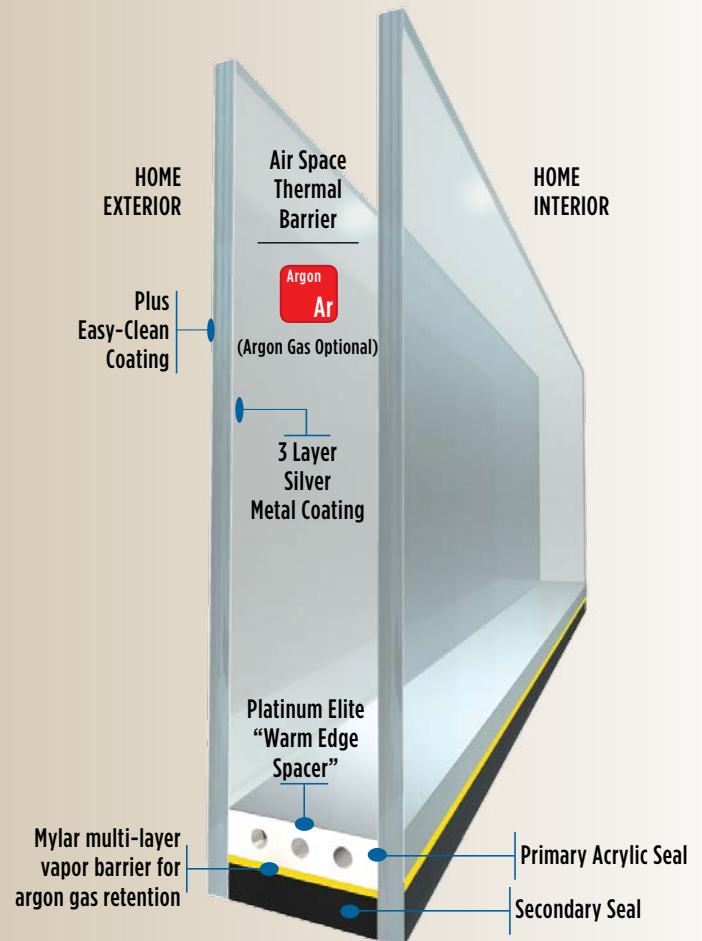 HOME
EXTERIOR
Air Space
Thermal
Barrier
HOME
INTERIOR
Argon
Ar
(Argon Gas Optional)
Plus
Easy-Clean
Coating
3 Layer
Silver
Metal Coating
Platinum Elite
“Warm Edge
Spacer”
Mylar multi-layer
vapor barrier for
argon gas retention
Primary Acrylic Seal
Secondary Seal